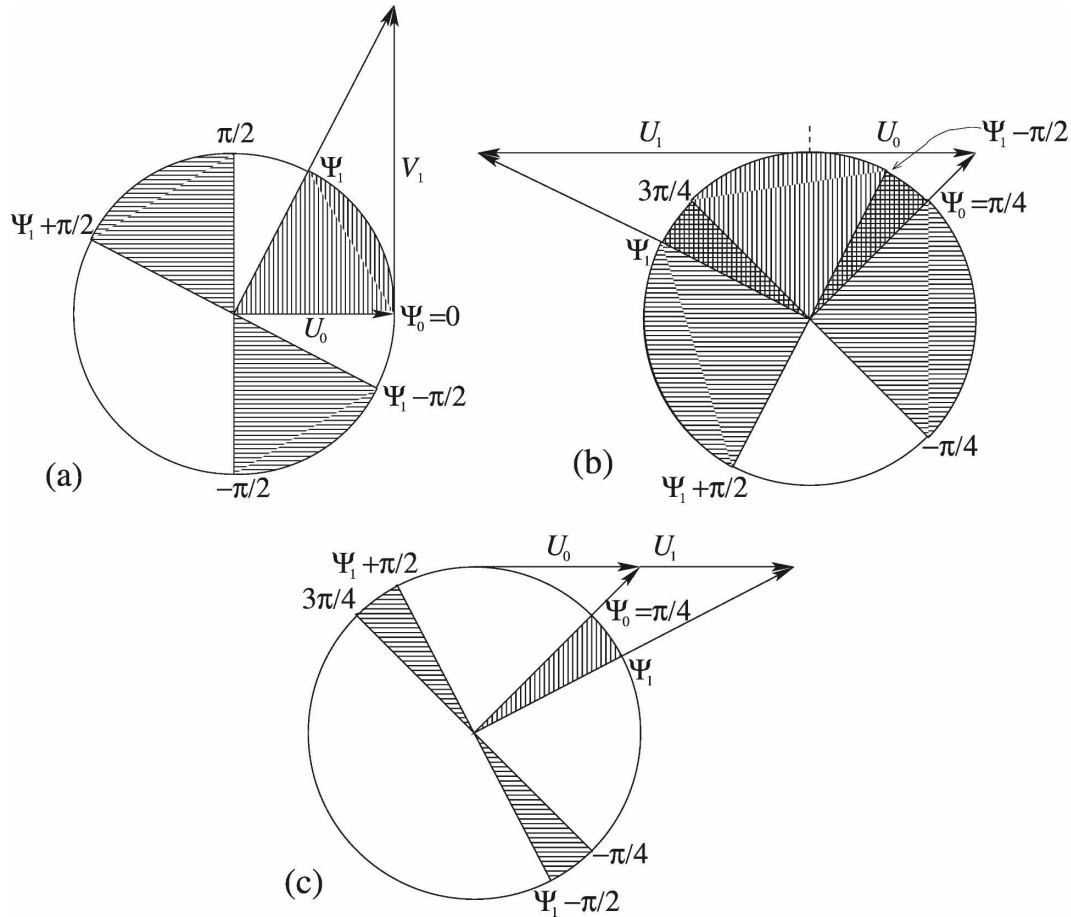 π/2
Ψ₁
V₁
Ψ₁+π/2
U₀
Ψ₀=0
Ψ₁−π/2
−π/2
(a)
U₁
U₀
Ψ₁−π/2
3π/4
Ψ₀=π/4
Ψ₁
−π/4
Ψ₁+π/2
(b)
U₀
U₁
Ψ₁+π/2
3π/4
Ψ₀=π/4
Ψ₁
−π/4
Ψ₁−π/2
(c)